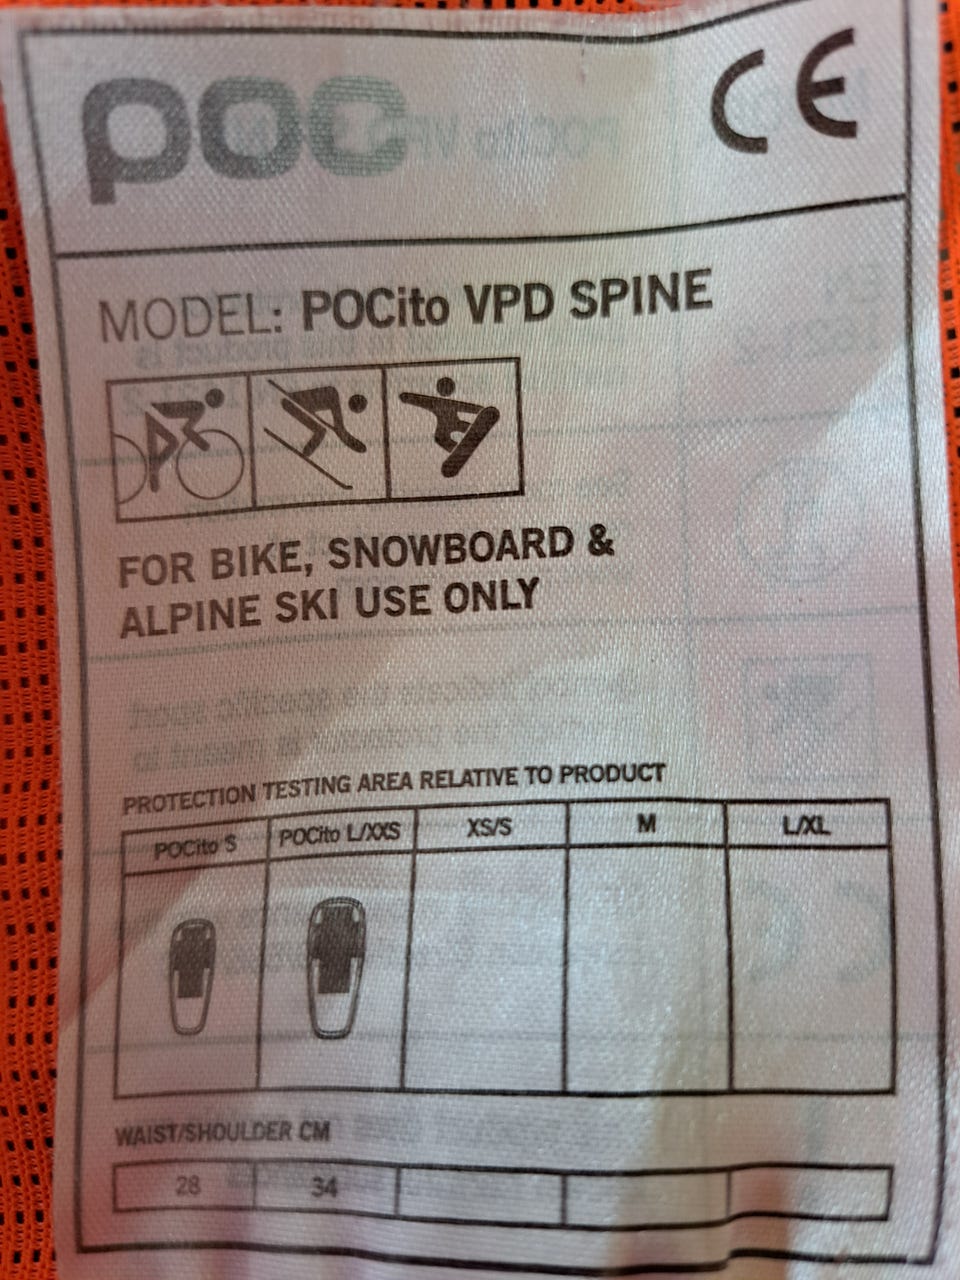 poc CE
MODEL: POCito VPD SPINE
FOR BIKE, SNOWBOARD &
ALPINE SKI USE ONLY
PROTECTION TESTING AREA RELATIVE TO PRODUCT
POCito S POCito L/XXS XS/S M L/XL
WAIST/SHOULDER CM
28 34